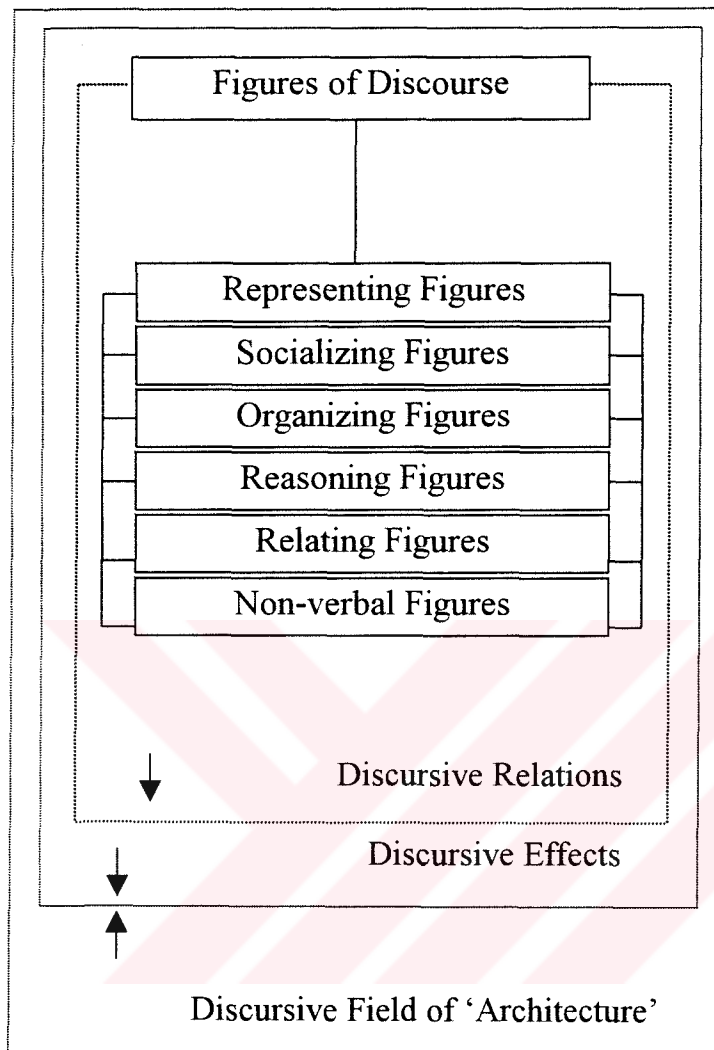 Figures of Discourse
Representing Figures
Socializing Figures
Organizing Figures
Reasoning Figures
Relating Figures
Non-verbal Figures
Discursive Relations
Discursive Effects
Discursive Field of ‘Architecture’